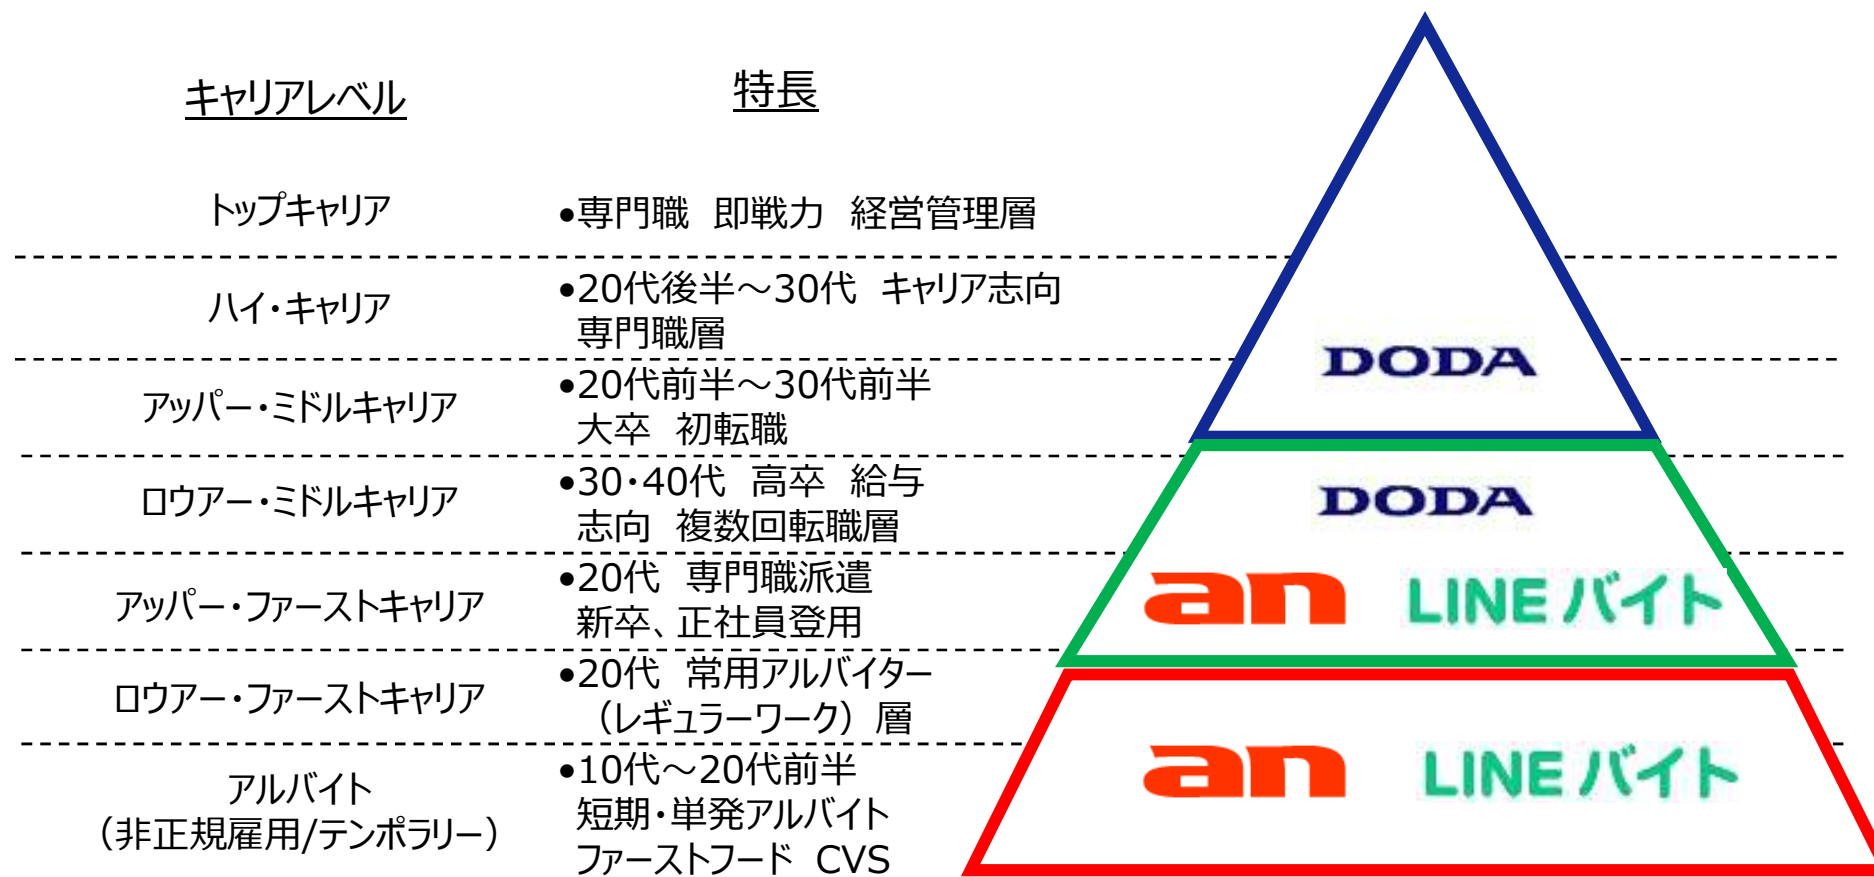 キャリアレベル
特長
トップキャリア
•専門職 即戦力 経営管理層
ハイ・キャリア
•20代後半～30代 キャリア志向
専門職層
DODA
アッパー・ミドルキャリア
•20代前半～30代前半
大卒 初転職
ロウアー・ミドルキャリア
•30・40代 高卒 給与
志向 複数回転職層
DODA
アッパー・ファーストキャリア
•20代 専門職派遣
新卒、正社員登用
an LINE バイト
ロウアー・ファーストキャリア
•20代 常用アルバイター
（レギュラーワーク）層
アルバイト
（非正規雇用/テンポラリー）
•10代～20代前半
短期・単発アルバイト
ファーストフード CVS
an LINE バイト